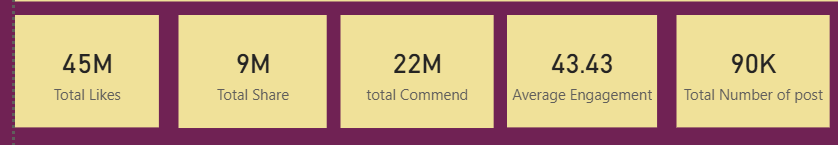 45M
Total Likes
9M
Total Share
22M
total Commend
43.43
Average Engagement
90K
Total Number of post